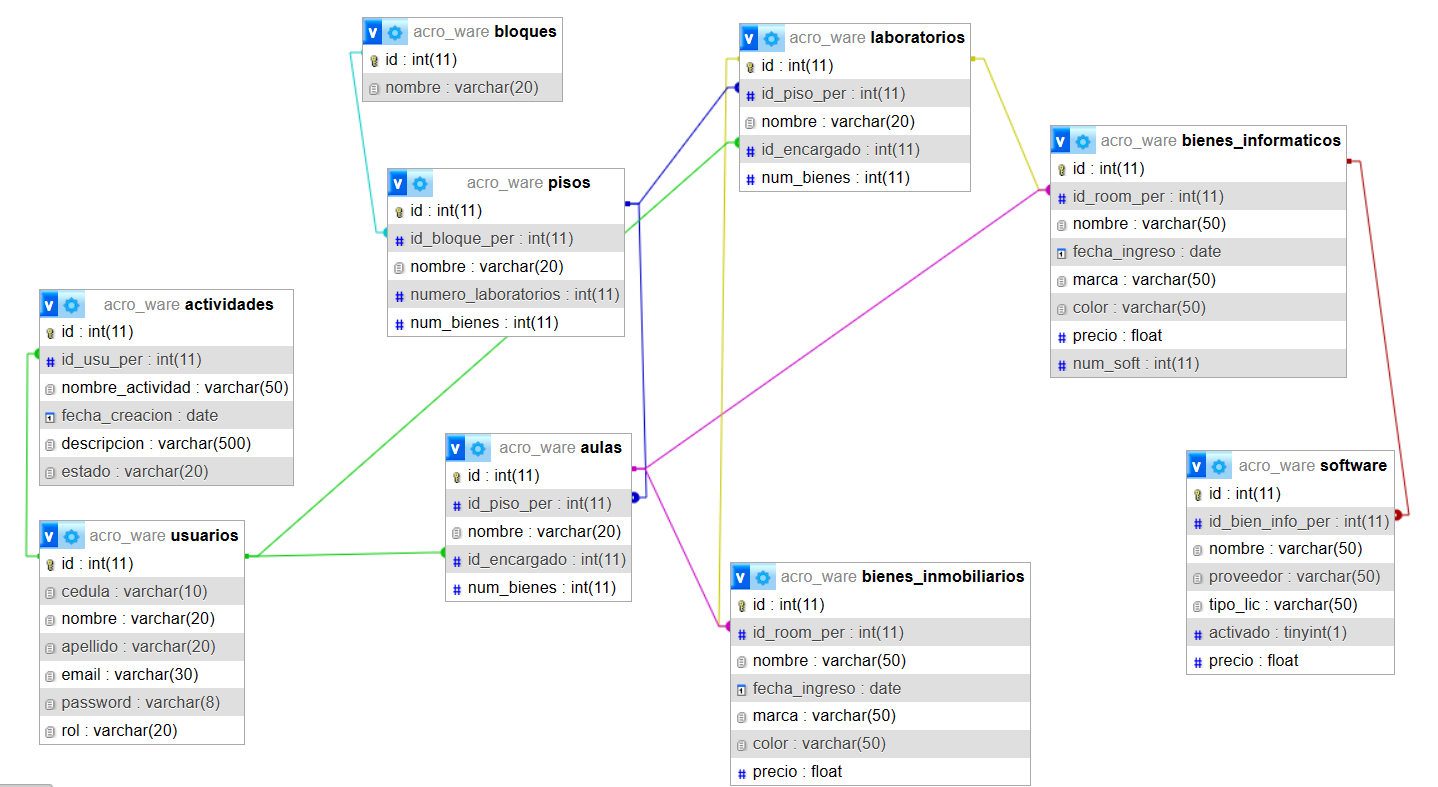 acro_ware bloques
id : int(11)
nombre : varchar(20)
acro_ware laboratorios
id : int(11)
id_piso_per : int(11)
nombre : varchar(20)
id_encargado : int(11)
num_bienes : int(11)
acro_ware bienes_informaticos
id : int(11)
id_room_per : int(11)
nombre : varchar(50)
fecha_ingreso : date
marca : varchar(50)
color : varchar(50)
precio : float
num_soft : int(11)
acro_ware pisos
id : int(11)
id_bloque_per : int(11)
nombre : varchar(20)
numero_laboratorios : int(11)
num_bienes : int(11)
acro_ware actividades
id : int(11)
id_usu_per : int(11)
nombre_actividad : varchar(50)
fecha_creacion : date
descripcion : varchar(500)
estado : varchar(20)
acro_ware aulas
id : int(11)
id_piso_per : int(11)
nombre : varchar(20)
id_encargado : int(11)
num_bienes : int(11)
acro_ware software
id : int(11)
id_bien_info_per : int(11)
nombre : varchar(50)
proveedor : varchar(50)
tipo_lic : varchar(50)
activado : tinyint(1)
precio : float
acro_ware usuarios
id : int(11)
cedula : varchar(10)
nombre : varchar(20)
apellido : varchar(20)
email : varchar(30)
password : varchar(8)
rol : varchar(20)
acro_ware bienes_inmobiliarios
id : int(11)
id_room_per : int(11)
nombre : varchar(50)
fecha_ingreso : date
marca : varchar(50)
color : varchar(50)
precio : float